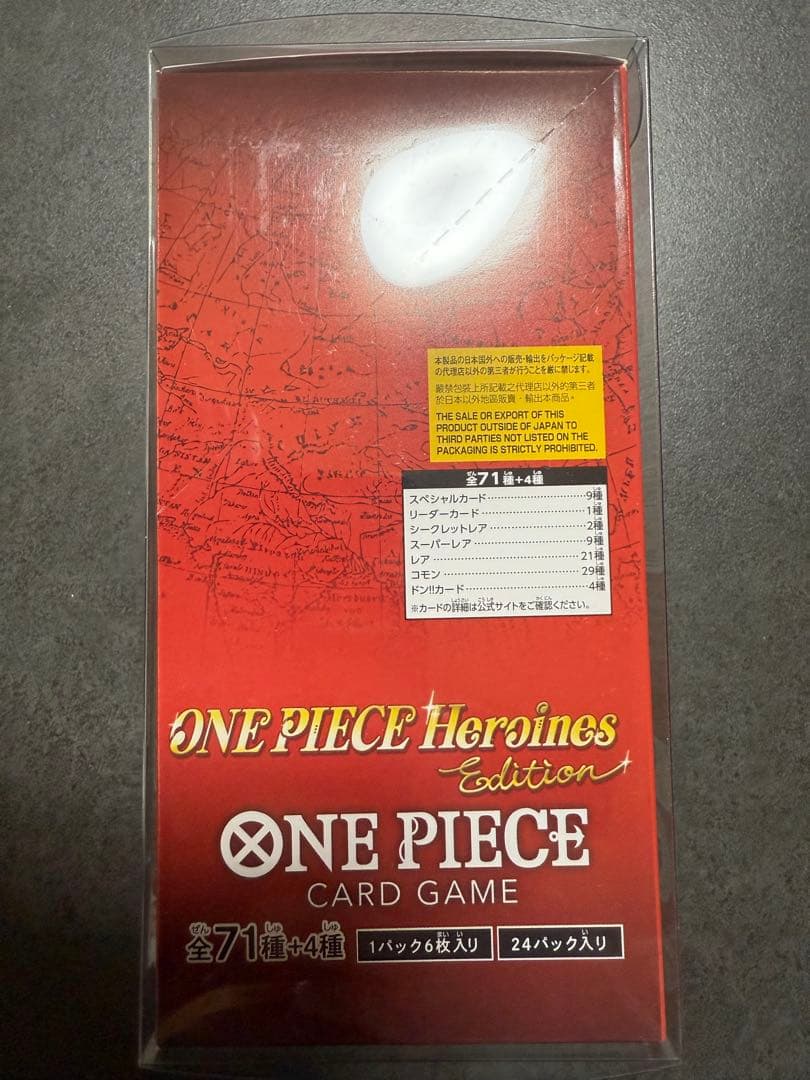 本製品の日本国外への販売・輸出をパッケージ記載
の代理店以外の第三者が行うことを厳に禁じます。
嚴禁包裝上所記載之代理店以外的第三者
於日本以外地區販賣・輸出本商品。
THE SALE OR EXPORT OF THIS
PRODUCT OUTSIDE OF JAPAN TO
THIRD PARTIES NOT LISTED ON THE
PACKAGING IS STRICTLY PROHIBITED.
全71種+4種
スペシャルカード 9種
リーダーカード 1種
シークレットレア 2種
スーパーレア 9種
レア 21種
コモン 29種
ドン!!カード 4種
※カードの詳細は公式サイトをご確認ください。
ONE PIECE Heroines
Edition
ONE PIECE
CARD GAME
全71種+4種 1パック6枚入り 24パック入り